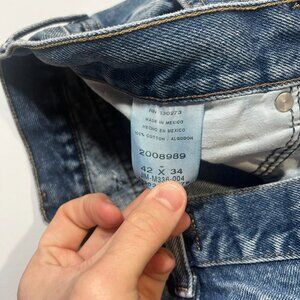 RN 130273
MADE IN MEXICO
HECHO EN MEXICO
100% COTTON / ALGODON
2008989
42 X 34